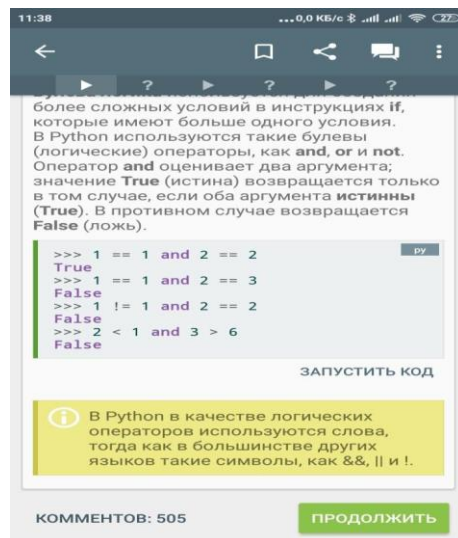 11:38 ...0,0 КБ/с 27
более сложных условий в инструкциях if,
которые имеют больше одного условия.
В Python используются такие булевы
(логические) операторы, как and, or и not.
Оператор and оценивает два аргумента;
значение True (истина) возвращается только
в том случае, если оба аргумента истинны
(True). В противном случае возвращается
False (ложь).
py
>>> 1 == 1 and 2 == 2
True
>>> 1 == 1 and 2 == 3
False
>>> 1 != 1 and 2 == 2
False
>>> 2 < 1 and 3 > 6
False
ЗАПУСТИТЬ КОД
В Python в качестве логических
операторов используются слова,
тогда как в большинстве других
языков такие символы, как &&, || и !.
КОММЕНТОВ: 505
ПРОДОЛЖИТЬ